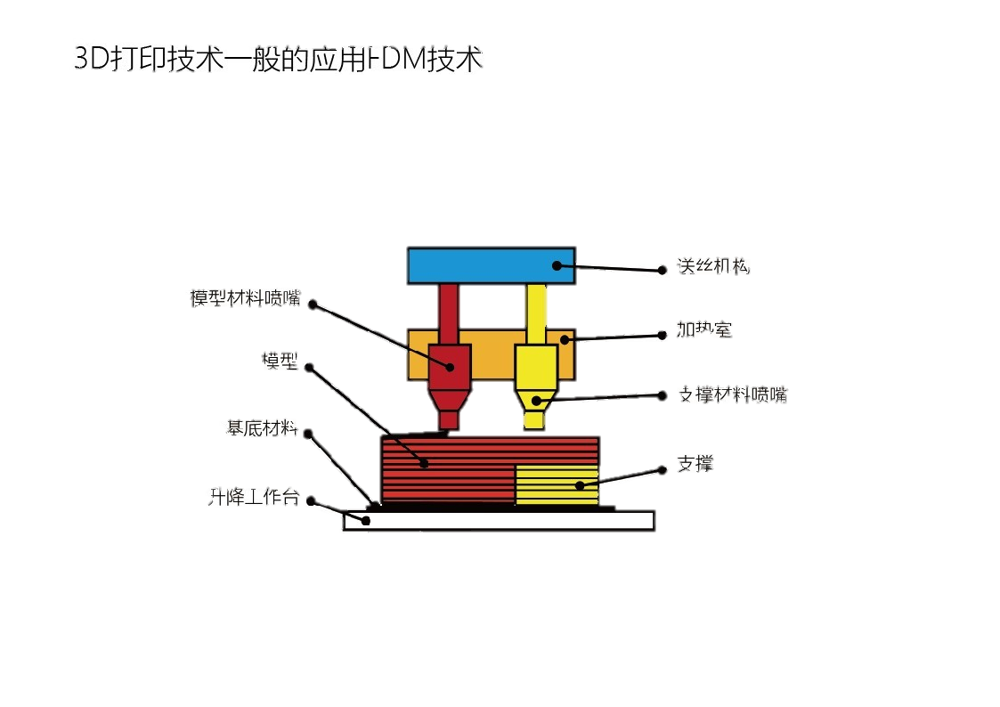 3D打印技术一般的应用FDM技术
送丝机构
模型材料喷嘴
加热室
模型
支撑材料喷嘴
基底材料
支撑
升降工作台